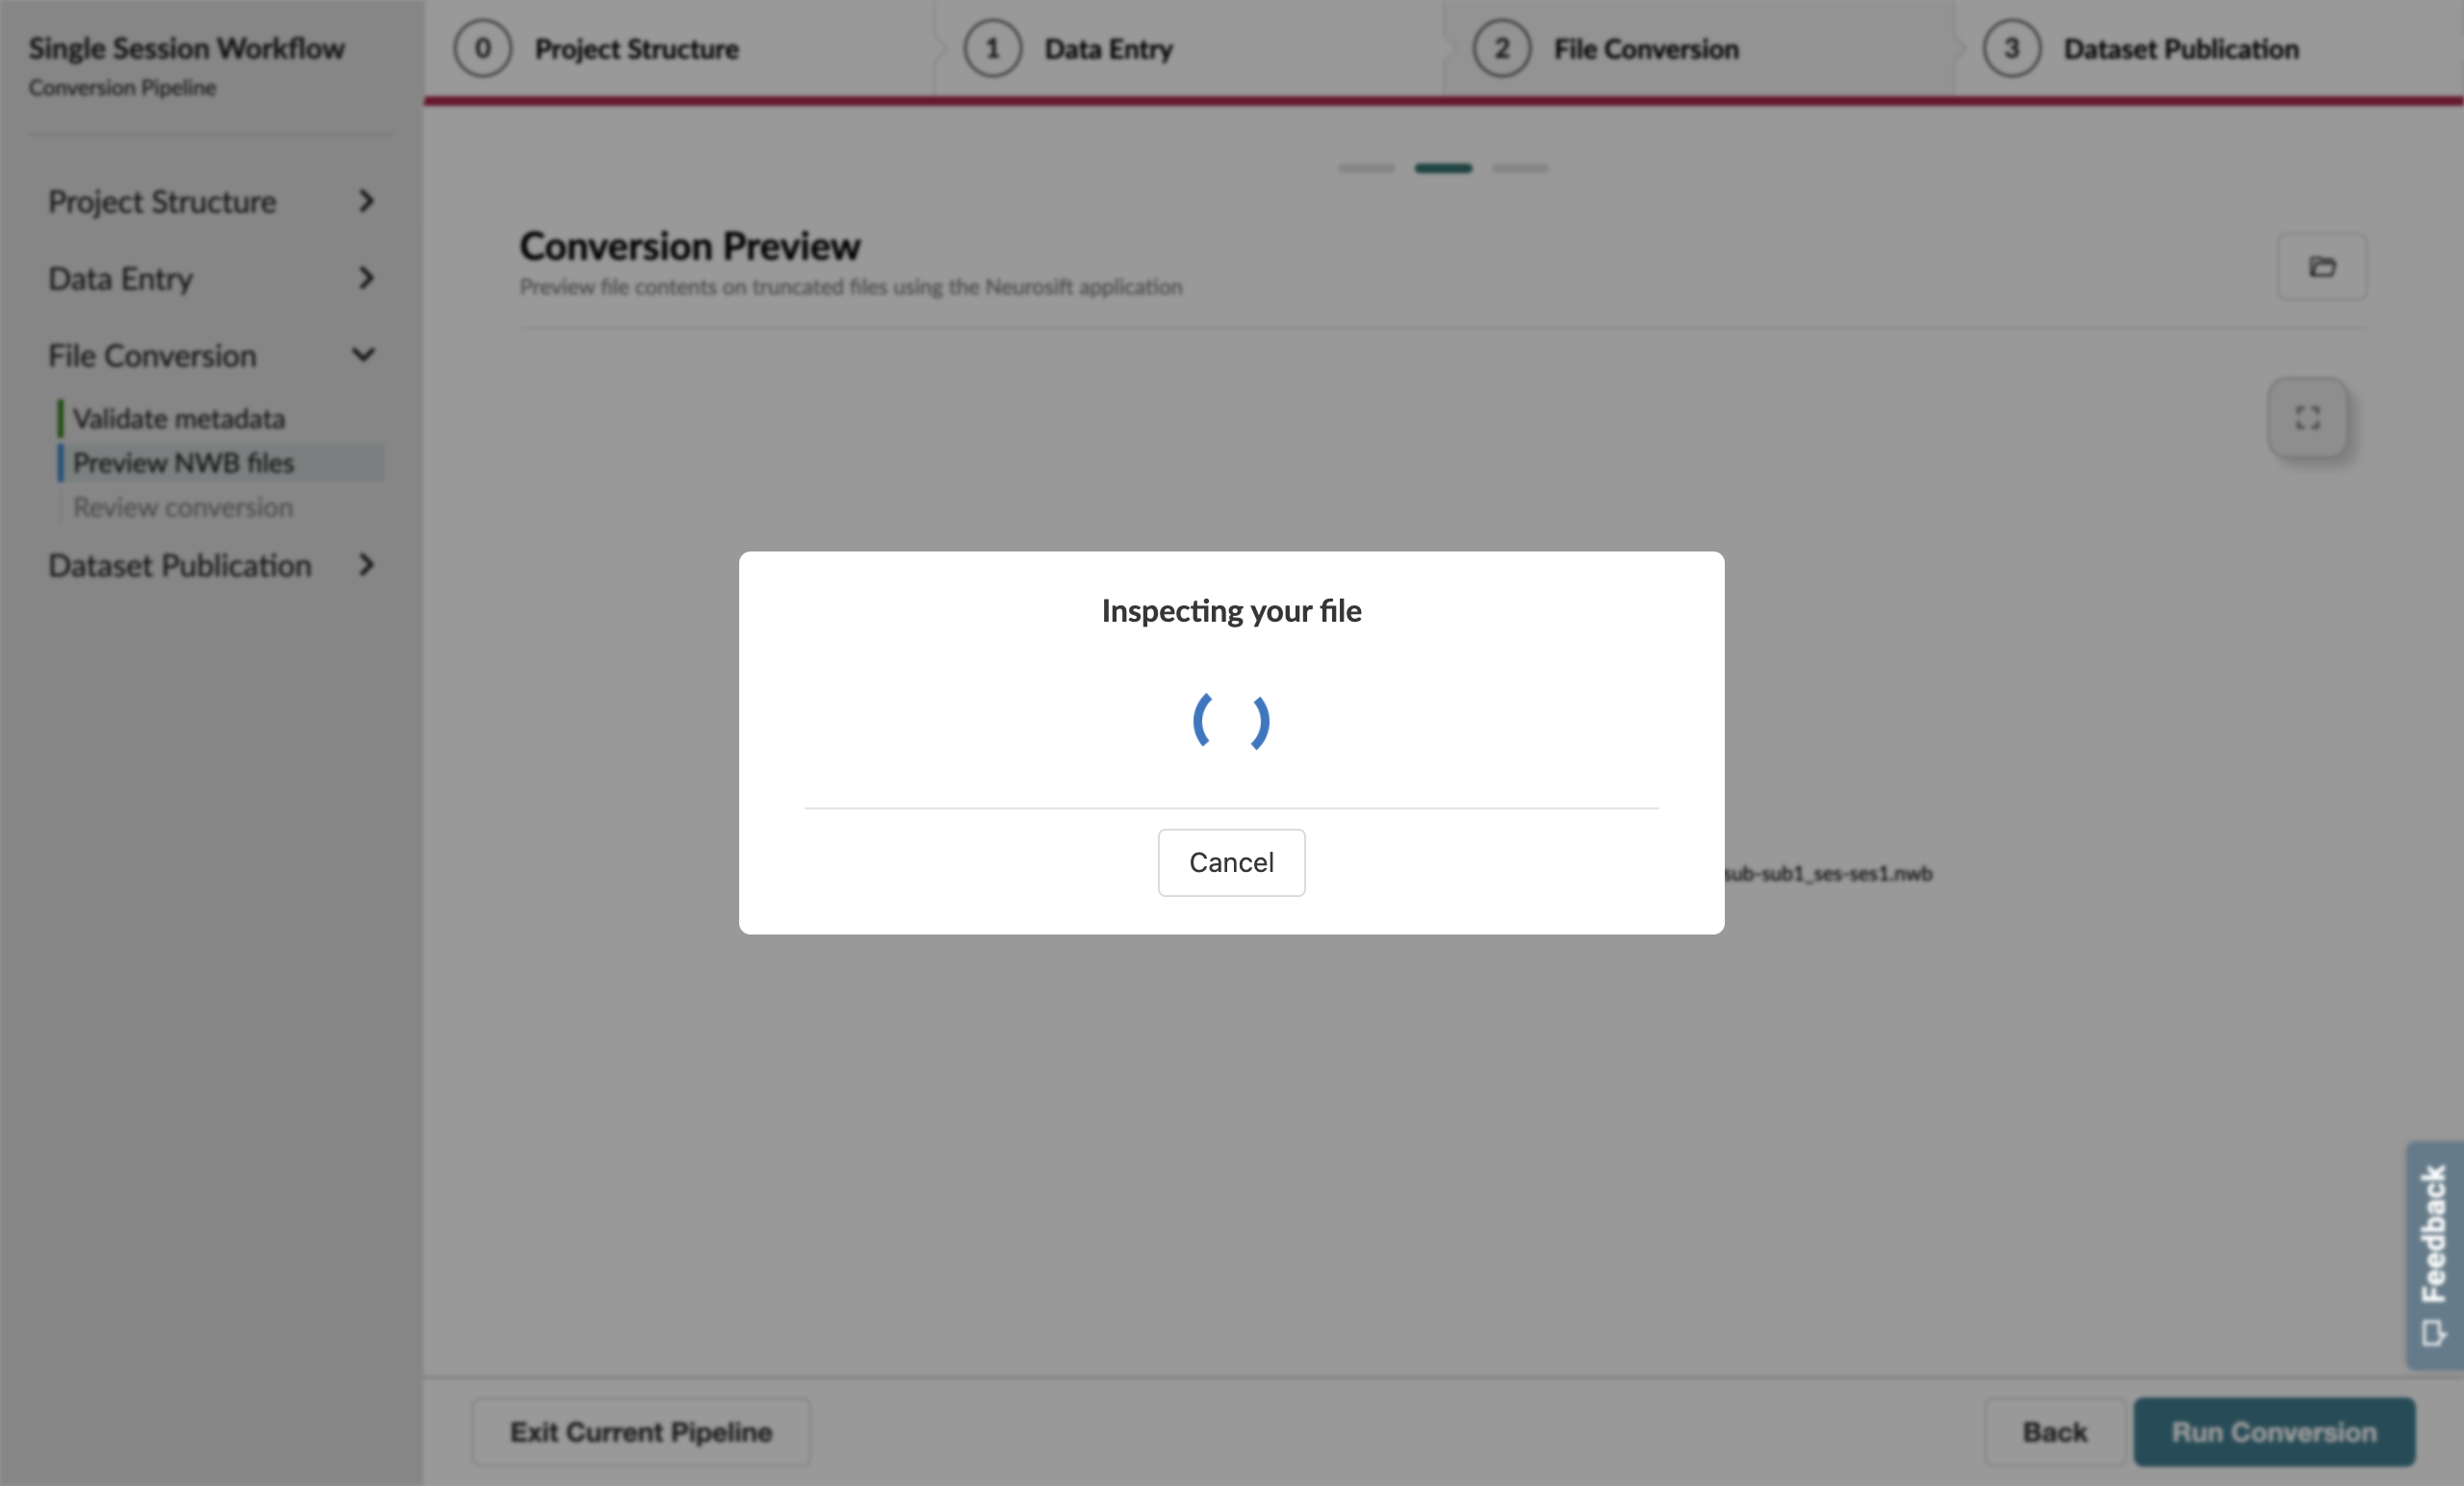 Single Session Workflow
Conversion Pipeline
Project Structure
Data Entry
File Conversion
Validate metadata
Preview NWB files
Review conversion
Dataset Publication
0 Project Structure
1 Data Entry
2 File Conversion
3 Dataset Publication
Conversion Preview
Preview file contents on truncated files using the Neurosift application
Inspecting your file
Cancel
sub-sub1_ses-ses1.nwb
Feedback
Exit Current Pipeline
Back
Run Conversion